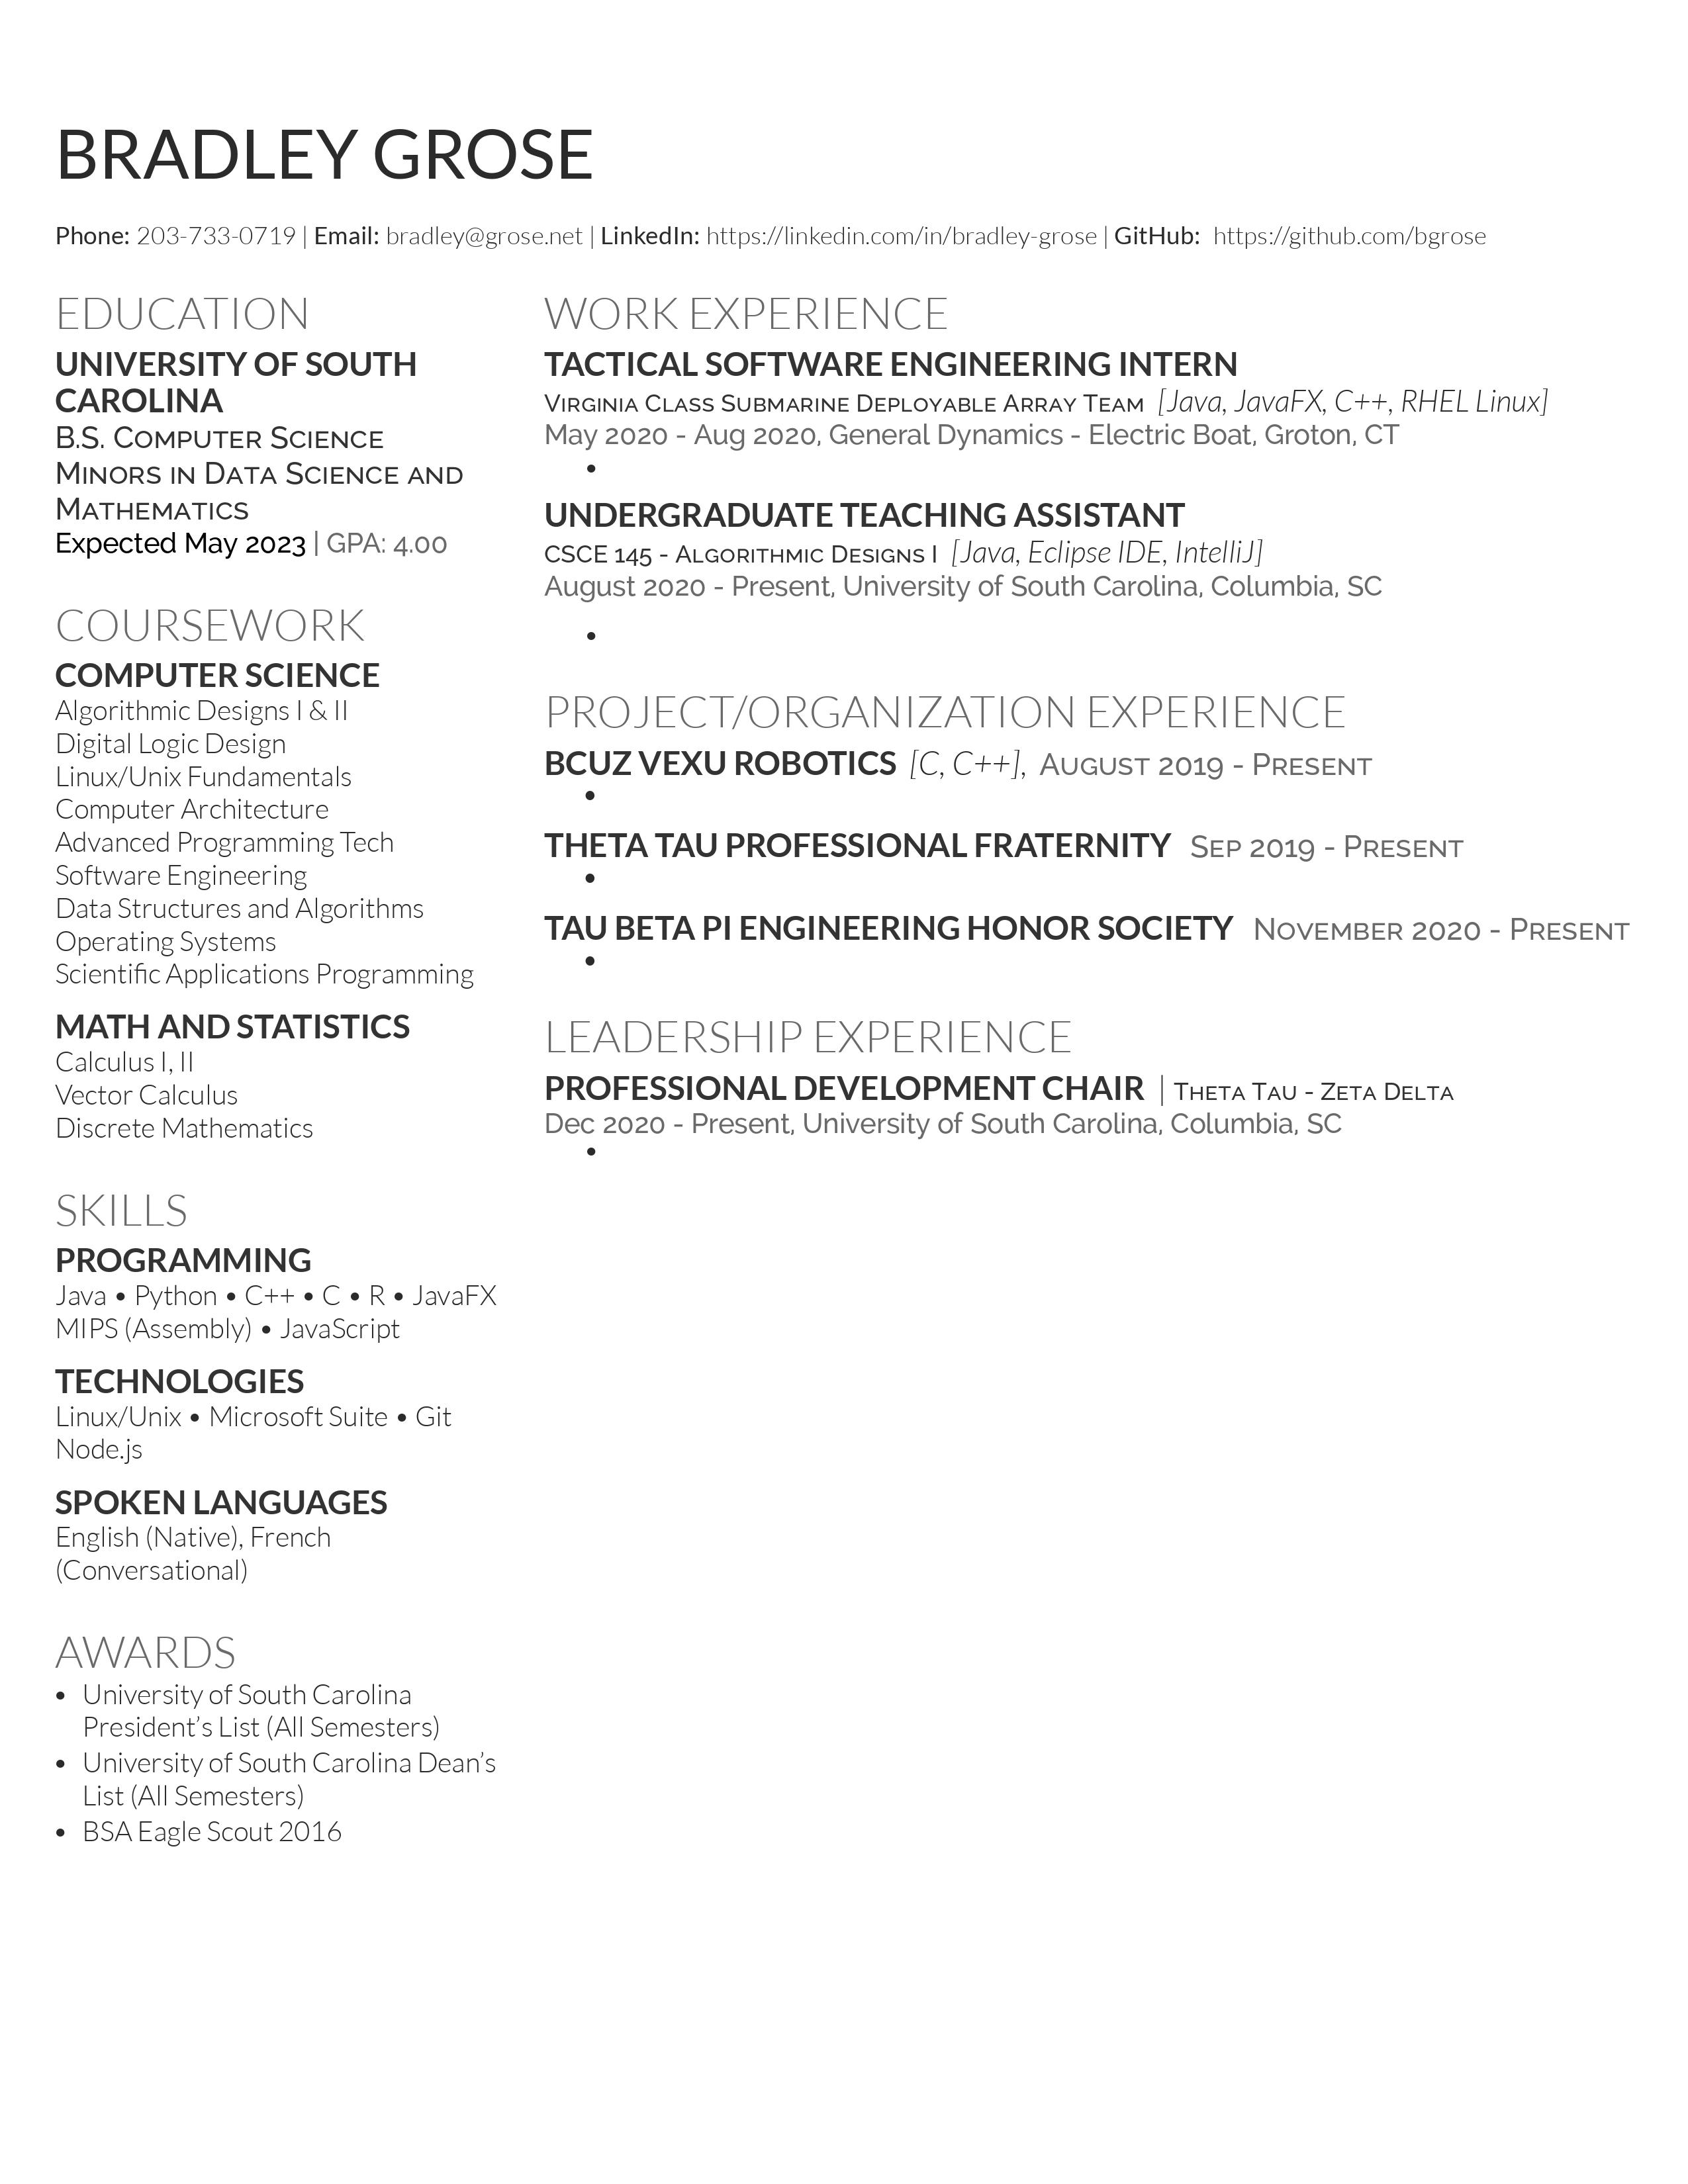 BRADLEY GROSE
Phone: 203-733-0719 | Email: bradley@grose.net | LinkedIn: https://linkedin.com/in/bradley-grose | GitHub: https://github.com/bgrose
EDUCATION
UNIVERSITY OF SOUTH
CAROLINA
B.S. Computer Science
Minors in Data Science and
Mathematics
Expected May 2023 | GPA: 4.00
COURSEWORK
COMPUTER SCIENCE
Algorithmic Designs I & II
Digital Logic Design
Linux/Unix Fundamentals
Computer Architecture
Advanced Programming Tech
Software Engineering
Data Structures and Algorithms
Operating Systems
Scientific Applications Programming
MATH AND STATISTICS
Calculus I, II
Vector Calculus
Discrete Mathematics
SKILLS
PROGRAMMING
Java • Python • C++ • C • R • JavaFX
MIPS (Assembly) • JavaScript
TECHNOLOGIES
Linux/Unix • Microsoft Suite • Git
Node.js
SPOKEN LANGUAGES
English (Native), French
(Conversational)
AWARDS
• University of South Carolina
President’s List (All Semesters)
• University of South Carolina Dean’s
List (All Semesters)
• BSA Eagle Scout 2016
WORK EXPERIENCE
TACTICAL SOFTWARE ENGINEERING INTERN
Virginia Class Submarine Deployable Array Team [Java, JavaFX, C++, RHEL Linux]
May 2020 - Aug 2020, General Dynamics - Electric Boat, Groton, CT
•
UNDERGRADUATE TEACHING ASSISTANT
CSCE 145 - Algorithmic Designs I [Java, Eclipse IDE, IntelliJ]
August 2020 - Present, University of South Carolina, Columbia, SC
•
PROJECT/ORGANIZATION EXPERIENCE
BCUZ VEXU ROBOTICS [C, C++], August 2019 - Present
•
THETA TAU PROFESSIONAL FRATERNITY Sep 2019 - Present
•
TAU BETA PI ENGINEERING HONOR SOCIETY November 2020 - Present
•
LEADERSHIP EXPERIENCE
PROFESSIONAL DEVELOPMENT CHAIR | Theta Tau - Zeta Delta
Dec 2020 - Present, University of South Carolina, Columbia, SC
•